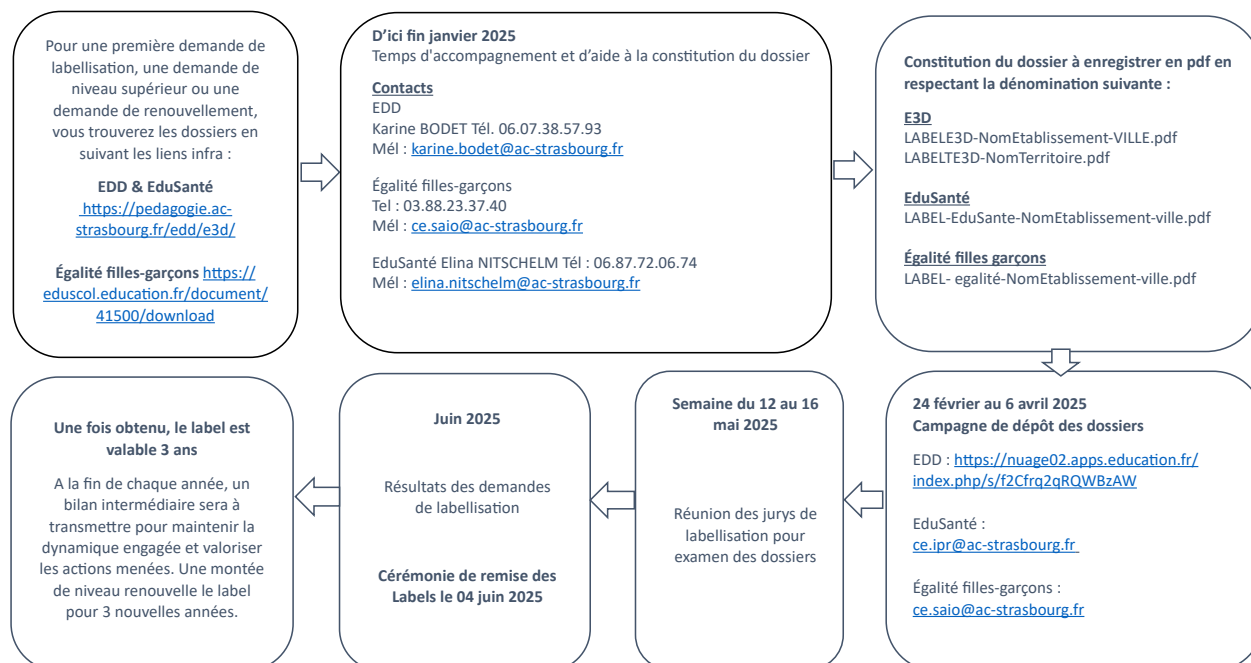 Pour une première demande de
labellisation, une demande de
niveau supérieur ou une
demande de renouvellement,
vous trouverez les dossiers en
suivant les liens infra :
EDD & EduSanté
https://pedagogie.ac-
strasbourg.fr/edd/e3d/
Égalité filles-garçons https://
eduscol.education.fr/document/
41500/download
D’ici fin janvier 2025
Temps d'accompagnement et d’aide à la constitution du dossier
Contacts
EDD
Karine BODET Tél. 06.07.38.57.93
Mél : karine.bodet@ac-strasbourg.fr
Égalité filles-garçons
Tel : 03.88.23.37.40
Mél : ce.saio@ac-strasbourg.fr
EduSanté Elina NITSCHELM Tél : 06.87.72.06.74
Mél : elina.nitschelm@ac-strasbourg.fr
Constitution du dossier à enregistrer en pdf en
respectant la dénomination suivante :
E3D
LABELE3D-NomEtablissement-VILLE.pdf
LABELTE3D-NomTerritoire.pdf
EduSanté
LABEL-EduSante-NomEtablissement-ville.pdf
Égalité filles garçons
LABEL- egalité-NomEtablissement-ville.pdf
24 février au 6 avril 2025
Campagne de dépôt des dossiers
EDD : https://nuage02.apps.education.fr/
index.php/s/f2Cfrq2qRQWBzAW
EduSanté :
ce.ipr@ac-strasbourg.fr
Égalité filles-garçons :
ce.saio@ac-strasbourg.fr
Semaine du 12 au 16
mai 2025
Réunion des jurys de
labellisation pour
examen des dossiers
Juin 2025
Résultats des demandes
de labellisation
Cérémonie de remise des
Labels le 04 juin 2025
Une fois obtenu, le label est
valable 3 ans
A la fin de chaque année, un
bilan intermédiaire sera à
transmettre pour maintenir la
dynamique engagée et valoriser
les actions menées. Une montée
de niveau renouvelle le label
pour 3 nouvelles années.